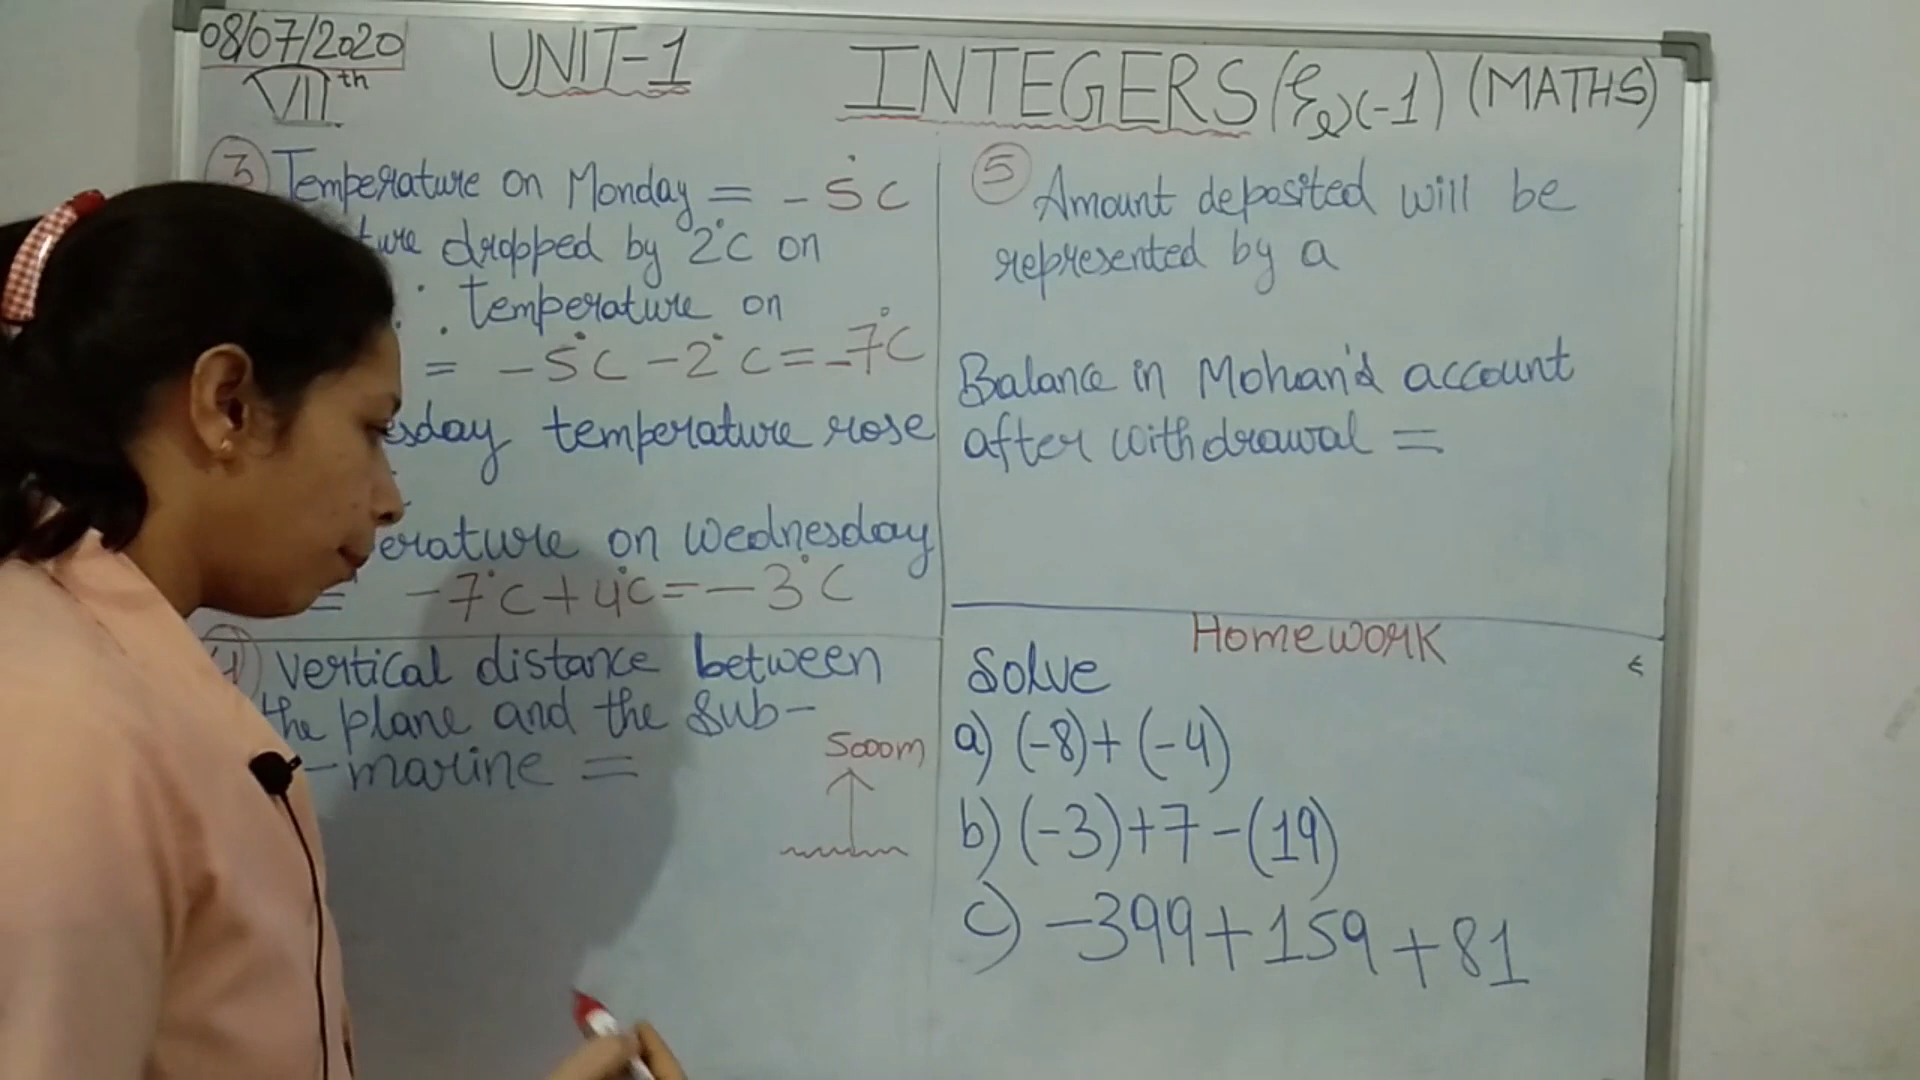 08/07/2020
VIIth
UNIT-1
INTEGERS (Ex-1) (MATHS)
3 Temperature on Monday = - 5°C
ture dropped by 2°C on
∴ temperature on
= -5°C -2°C = -7°C
esday temperature rose
erature on Wednesday
= -7°C + 4°C = -3°C
4) Vertical distance between
the plane and the Sub-
-marine =
5000m
5 Amount deposited will be
represented by a
Balance in Mohan's account
after withdrawal =
Homework
Solve
a) (-8)+(-4)
b) (-3)+7-(19)
c) -399+159+81